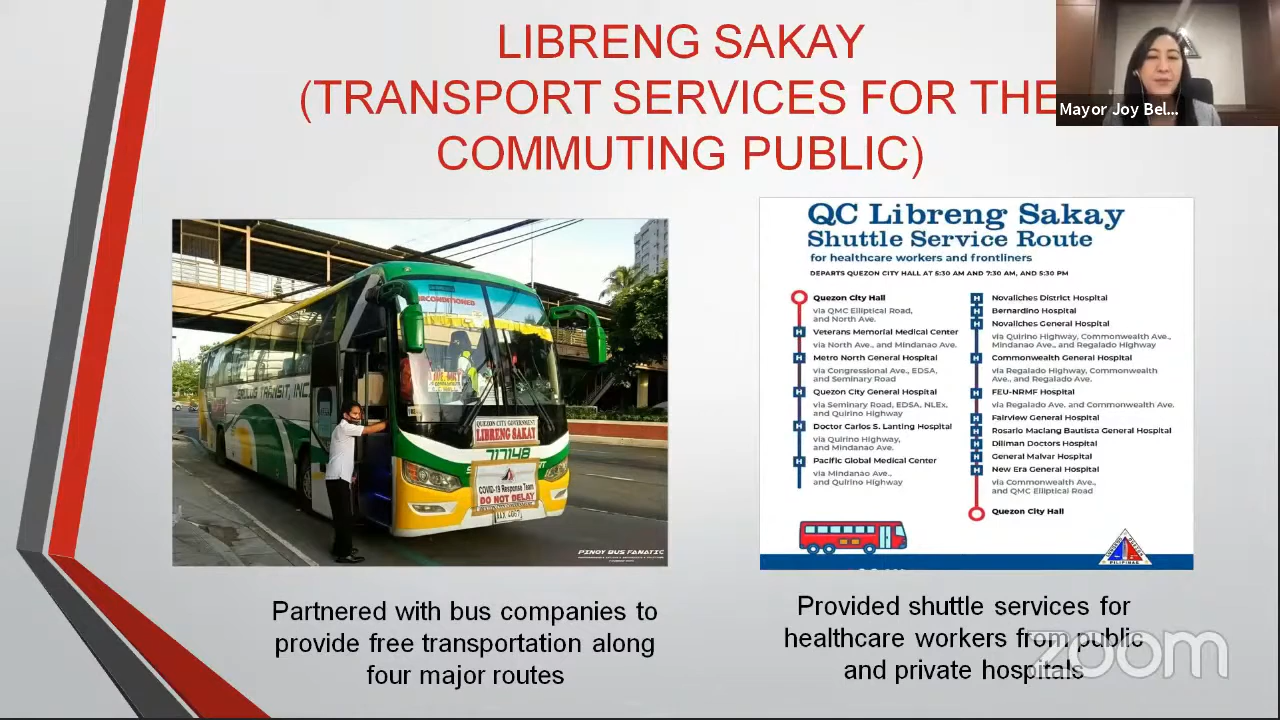 LIBRENG SAKAY
(TRANSPORT SERVICES FOR THE
COMMUTING PUBLIC)
Mayor Joy Bel...
AIRCONDITIONED
TRANSIT, INC.
QUEZON CITY GOVERNMENT
LIBRENG SAKAY
717148
COVID-19 Response Team
DO NOT DELAY
PINOY BUS FANATIC
QC Libreng Sakay
Shuttle Service Route
for healthcare workers and frontliners
DEPARTS QUEZON CITY HALL AT 5:30 AM AND 7:30 AM, AND 5:30 PM
Quezon City Hall
via QMC Elliptical Road,
and North Ave.
H Veterans Memorial Medical Center
via North Ave., and Mindanao Ave.
H Metro North General Hospital
via Congressional Ave., EDSA,
and Seminary Road
H Quezon City General Hospital
via Seminary Road, EDSA, NLEx,
and Quirino Highway
H Doctor Carlos S. Lanting Hospital
via Quirino Highway,
and Mindanao Ave.
H Pacific Global Medical Center
via Mindanao Ave.,
and Quirino Highway
H Novaliches District Hospital
H Bernardino Hospital
H Novaliches General Hospital
via Quirino Highway, Commonwealth Ave.,
Mindanao Ave., and Regalado Highway
H Commonwealth General Hospital
via Regalado Highway, Commonwealth
Ave., and Regalado Ave.
H FEU-NRMF Hospital
via Regalado Ave. and Commonwealth Ave.
H Fairview General Hospital
H Rosario Maclang Bautista General Hospital
H Diliman Doctors Hospital
H General Malvar Hospital
H New Era General Hospital
via Commonwealth Ave.,
and QMC Elliptical Road
Quezon City Hall
PILIPINAS
Partnered with bus companies to
provide free transportation along
four major routes
Provided shuttle services for
healthcare workers from public
and private hospitals
zoom